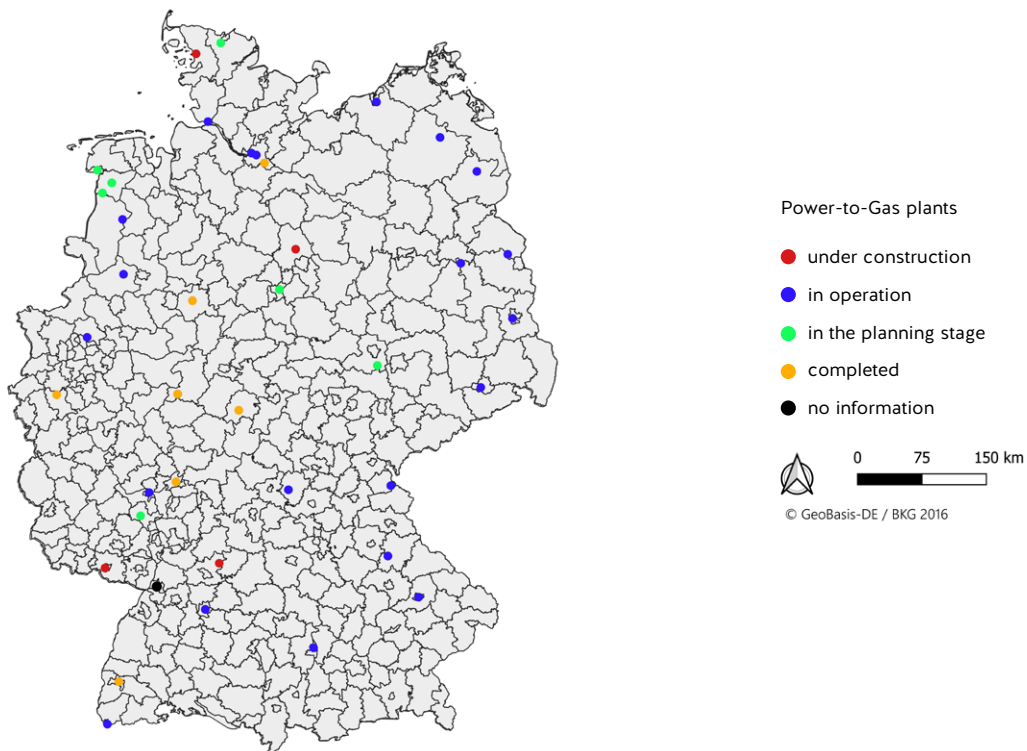 Power-to-Gas plants
under construction
in operation
in the planning stage
completed
no information
0 75 150 km
© GeoBasis-DE / BKG 2016